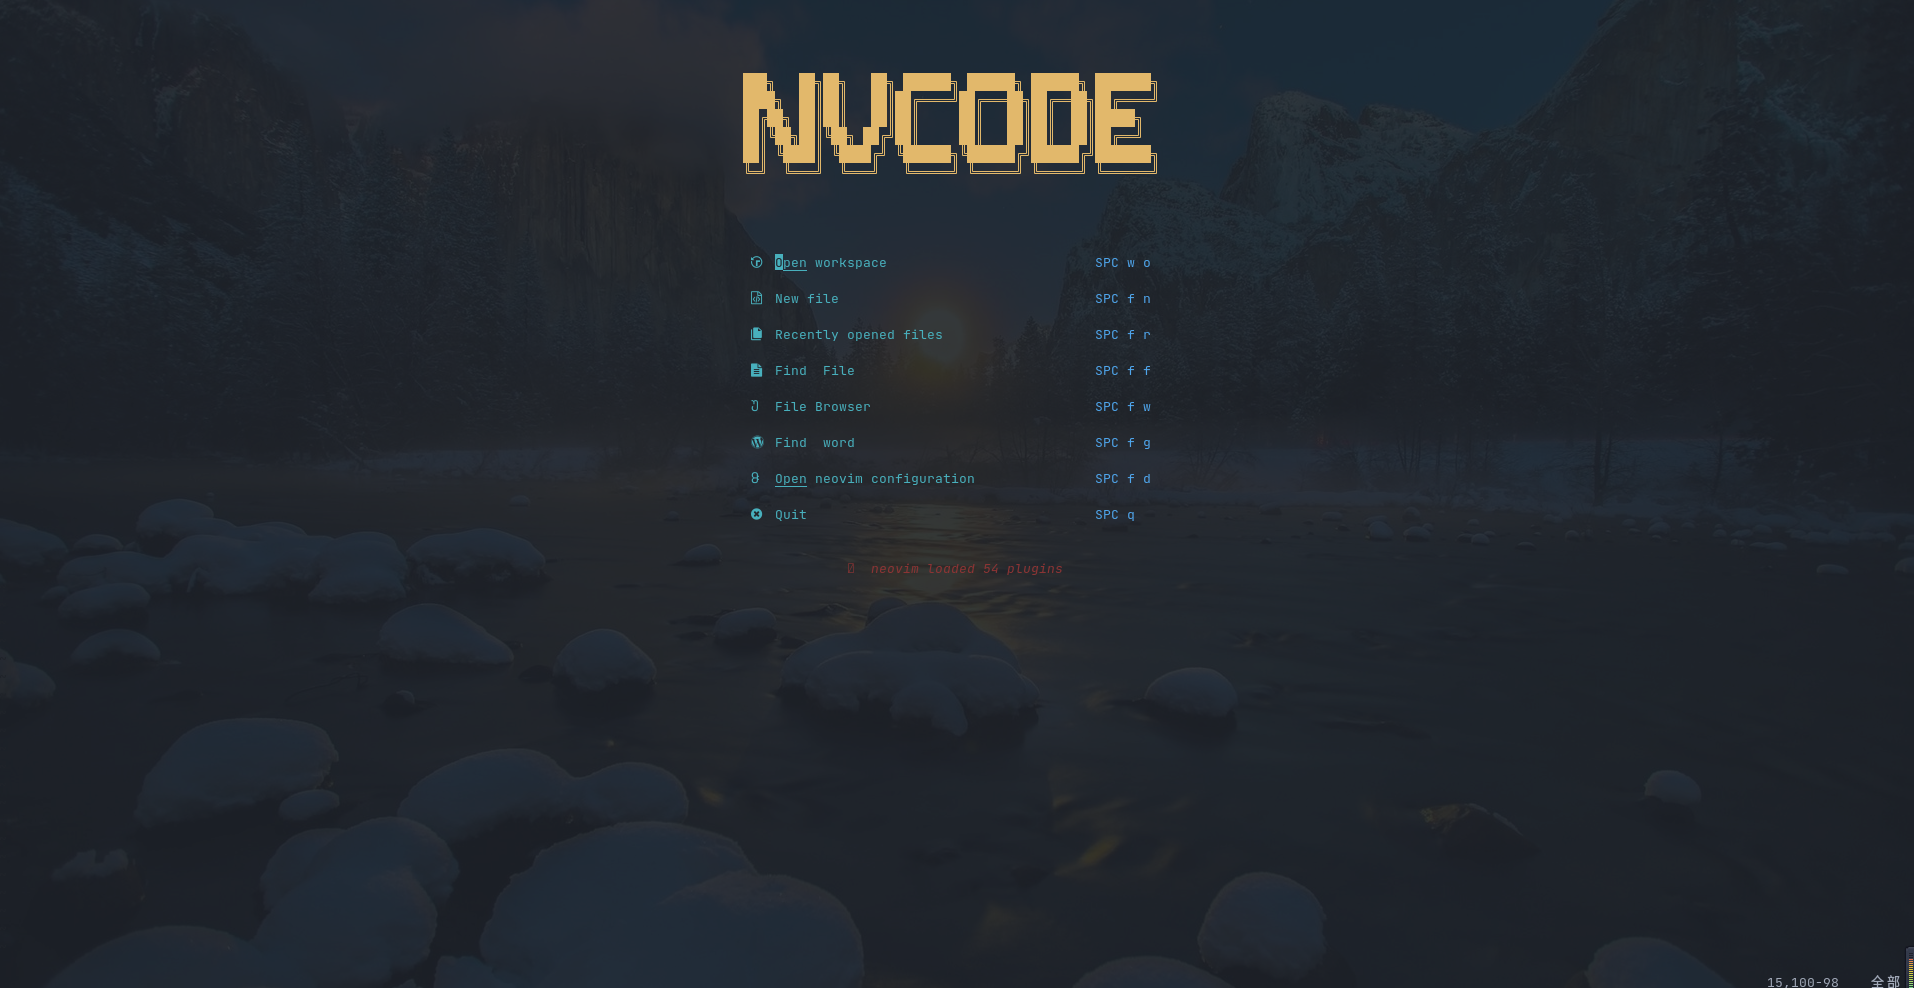 NVCODE
Open workspace SPC w o
New file SPC f n
Recently opened files SPC f r
Find  File SPC f f
File Browser SPC f w
Find  word SPC f g
Open neovim configuration SPC f d
Quit SPC q
neovim loaded 54 plugins
15,100-98 全部